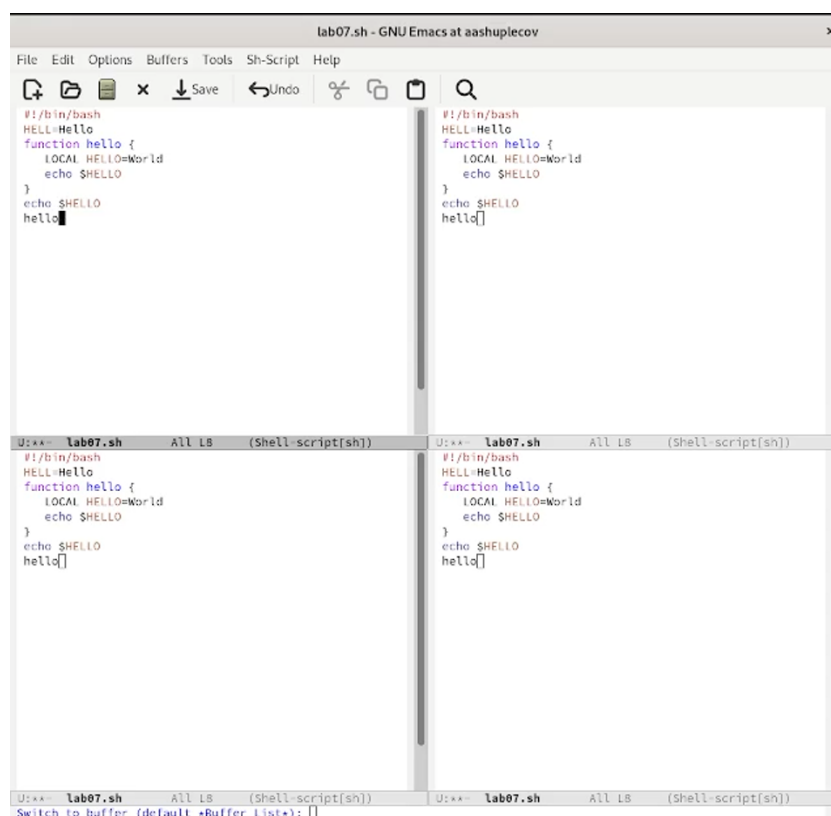 lab07.sh - GNU Emacs at aashuplecov
File Edit Options Buffers Tools Sh-Script Help
Save Undo
#!/bin/bash
HELL=Hello
function hello {
LOCAL HELLO=World
echo $HELLO
}
echo $HELLO
hello
U:**- lab07.sh All L8 (Shell-script[sh])
#!/bin/bash
HELL=Hello
function hello {
LOCAL HELLO=World
echo $HELLO
}
echo $HELLO
hello
U:**- lab07.sh All L8 (Shell-script[sh])
#!/bin/bash
HELL=Hello
function hello {
LOCAL HELLO=World
echo $HELLO
}
echo $HELLO
hello
U:**- lab07.sh All L8 (Shell-script[sh])
#!/bin/bash
HELL=Hello
function hello {
LOCAL HELLO=World
echo $HELLO
}
echo $HELLO
hello
U:**- lab07.sh All L8 (Shell-script[sh])
Switch to buffer (default *Buffer List*):